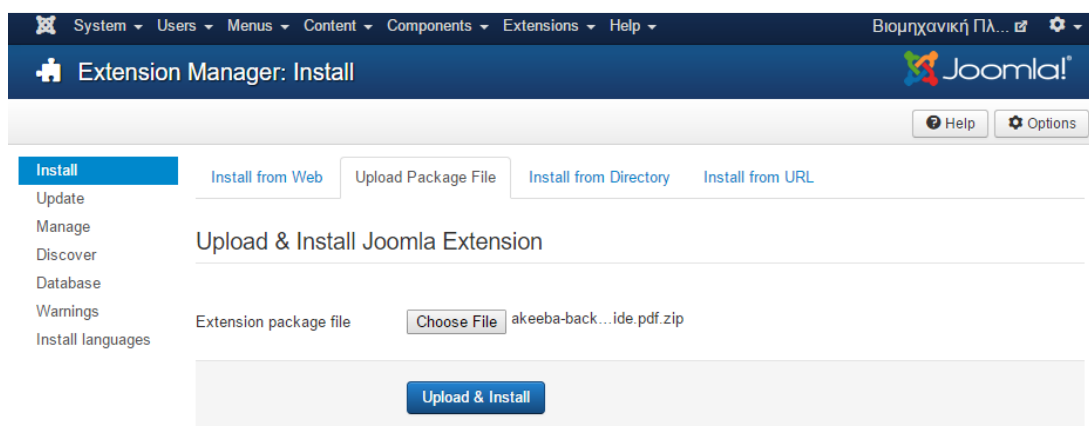 System Users Menus Content Components Extensions Help Βιομηχανική Πλ...
Extension Manager: Install Joomla!
Help Options
Install
Update
Manage
Discover
Database
Warnings
Install languages
Install from Web Upload Package File Install from Directory Install from URL
Upload & Install Joomla Extension
Extension package file Choose File akeeba-back…ide.pdf.zip
Upload & Install